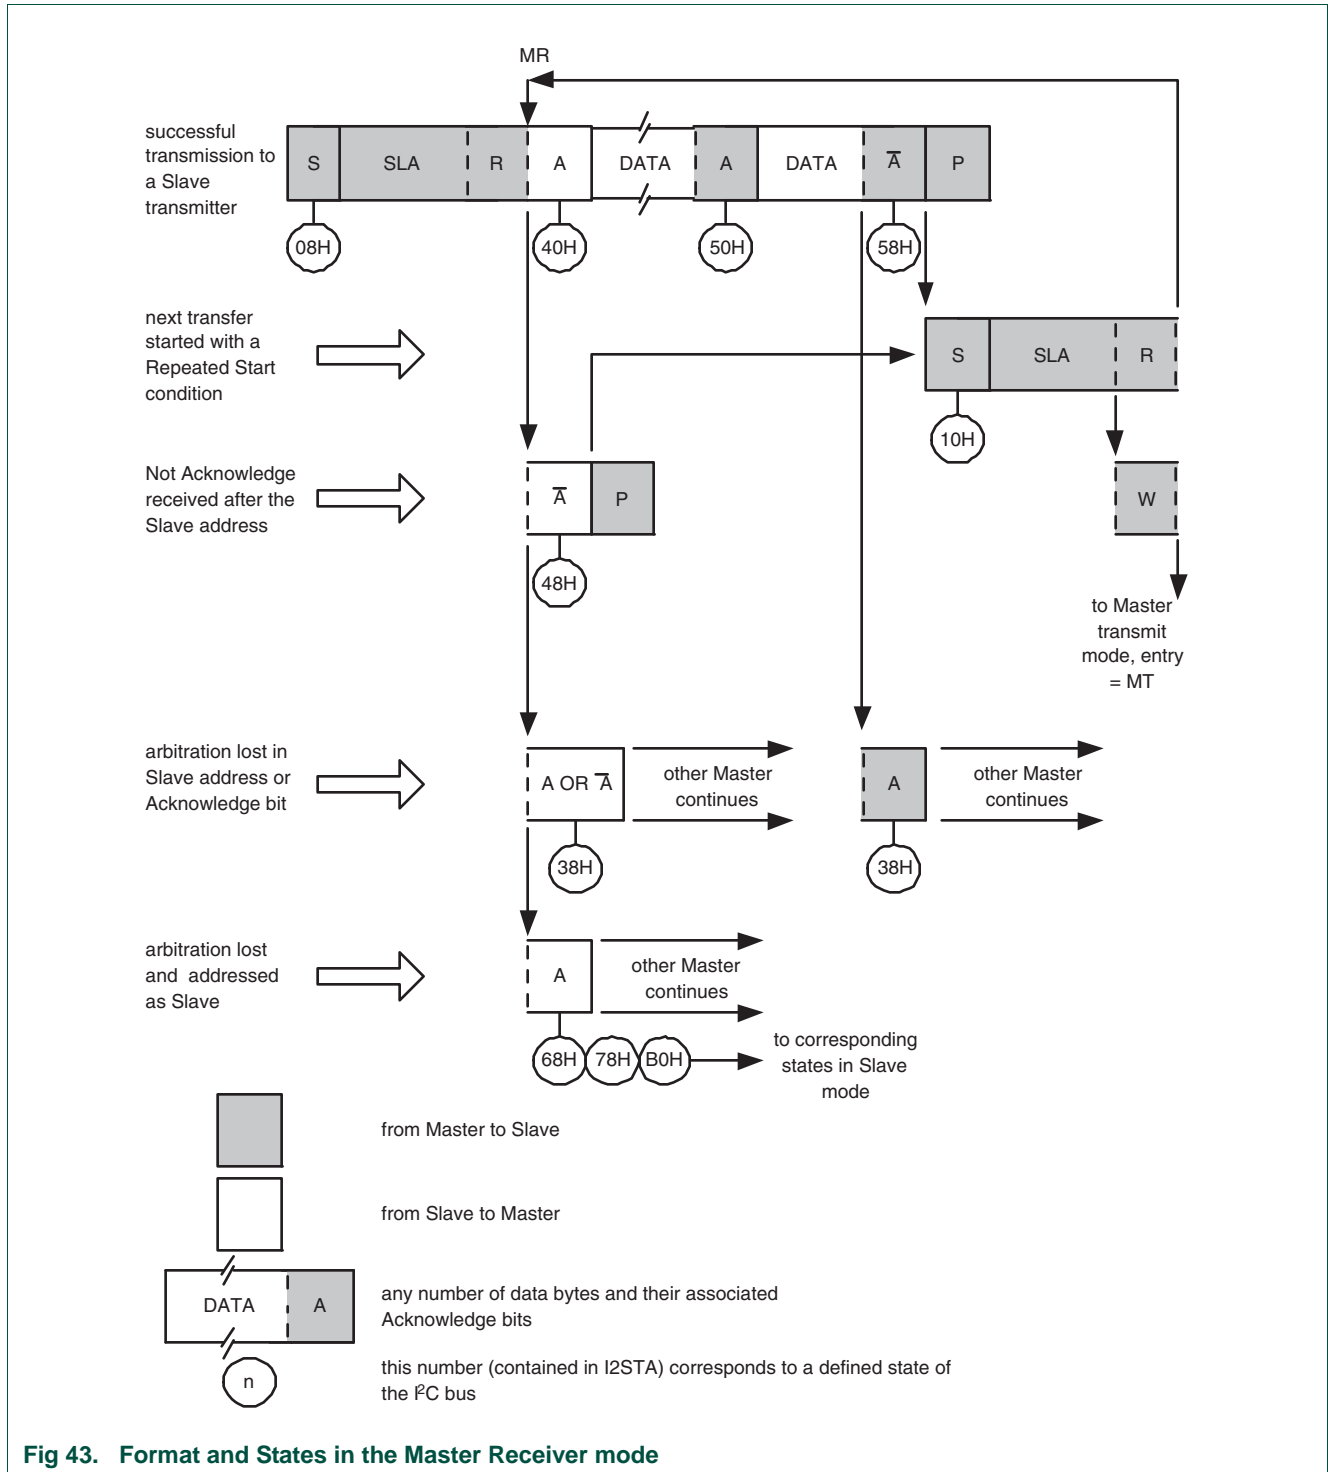 MR
successful
transmission to
a Slave
transmitter
S SLA R A DATA A DATA A̅ P
08H 40H 50H 58H
next transfer
started with a
Repeated Start
condition
S SLA R
10H
Not Acknowledge
received after the
Slave address
A̅ P
W
48H
to Master
transmit
mode, entry
= MT
arbitration lost in
Slave address or
Acknowledge bit
A OR A̅
other Master
continues
A
other Master
continues
38H 38H
arbitration lost
and addressed
as Slave
A
other Master
continues
68H 78H B0H
to corresponding
states in Slave
mode
from Master to Slave
from Slave to Master
DATA A
any number of data bytes and their associated
Acknowledge bits
n
this number (contained in I2STA) corresponds to a defined state of
the I²C bus
Fig 43. Format and States in the Master Receiver mode